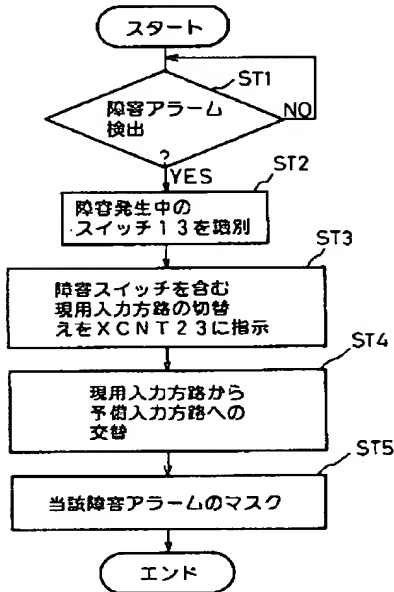 スタート
ST1
障害アラーム
検出
?
NO
YES
ST2
障害発生中の
スイッチ13を識別
ST3
障害スイッチを含む
現用入力方路の切替
えをXCNT23に指示
ST4
現用入力方路から
予備入力方路への
交替
ST5
当該障害アラームのマスク
エンド